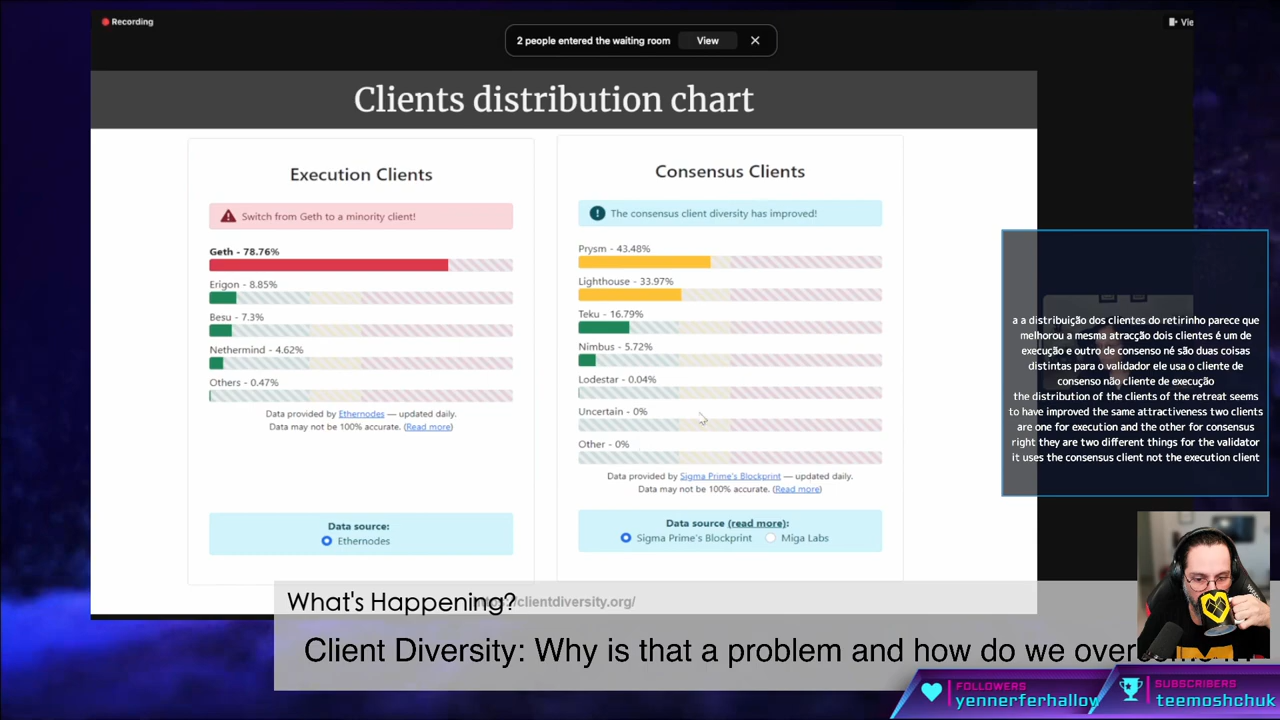 Recording
2 people entered the waiting room
View
Vie
Clients distribution chart
Execution Clients
Switch from Geth to a minority client!
Geth - 78.76%
Erigon - 8.85%
Besu - 7.3%
Nethermind - 4.62%
Others - 0.47%
Data provided by Ethernodes — updated daily.
Data may not be 100% accurate. (Read more)
Data source:
Ethernodes
Consensus Clients
The consensus client diversity has improved!
Prysm - 43.48%
Lighthouse - 33.97%
Teku - 16.79%
Nimbus - 5.72%
Lodestar - 0.04%
Uncertain - 0%
Other - 0%
Data provided by Sigma Prime's Blockprint — updated daily.
Data may not be 100% accurate. (Read more)
Data source (read more):
Sigma Prime's Blockprint
Miga Labs
a a distribuição dos clientes do retirinho parece que
melhorou a mesma atracção dois clientes é um de
execução e outro de consenso né são duas coisas
distintas para o validador ele usa o cliente de
consenso não cliente de execução
the distribution of the clients of the retreat seems
to have improved the same attractiveness two clients
are one for execution and the other for consensus
right they are two different things for the validator
it uses the consensus client not the execution client
What's Happening?
clientdiversity.org/
Client Diversity: Why is that a problem and how do we
FOLLOWERS
yennerferhallow
SUBSCRIBERS
teemoshchuk